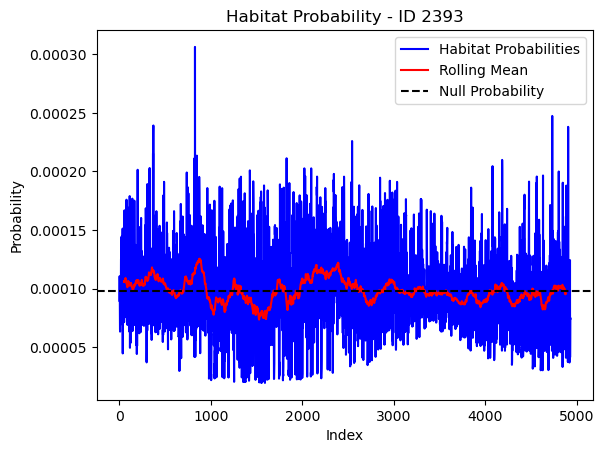 Habitat Probability - ID 2393
Habitat Probabilities
Rolling Mean
Null Probability
0.00030
0.00025
0.00020
0.00015
0.00010
0.00005
Probability
0
1000
2000
3000
4000
5000
Index